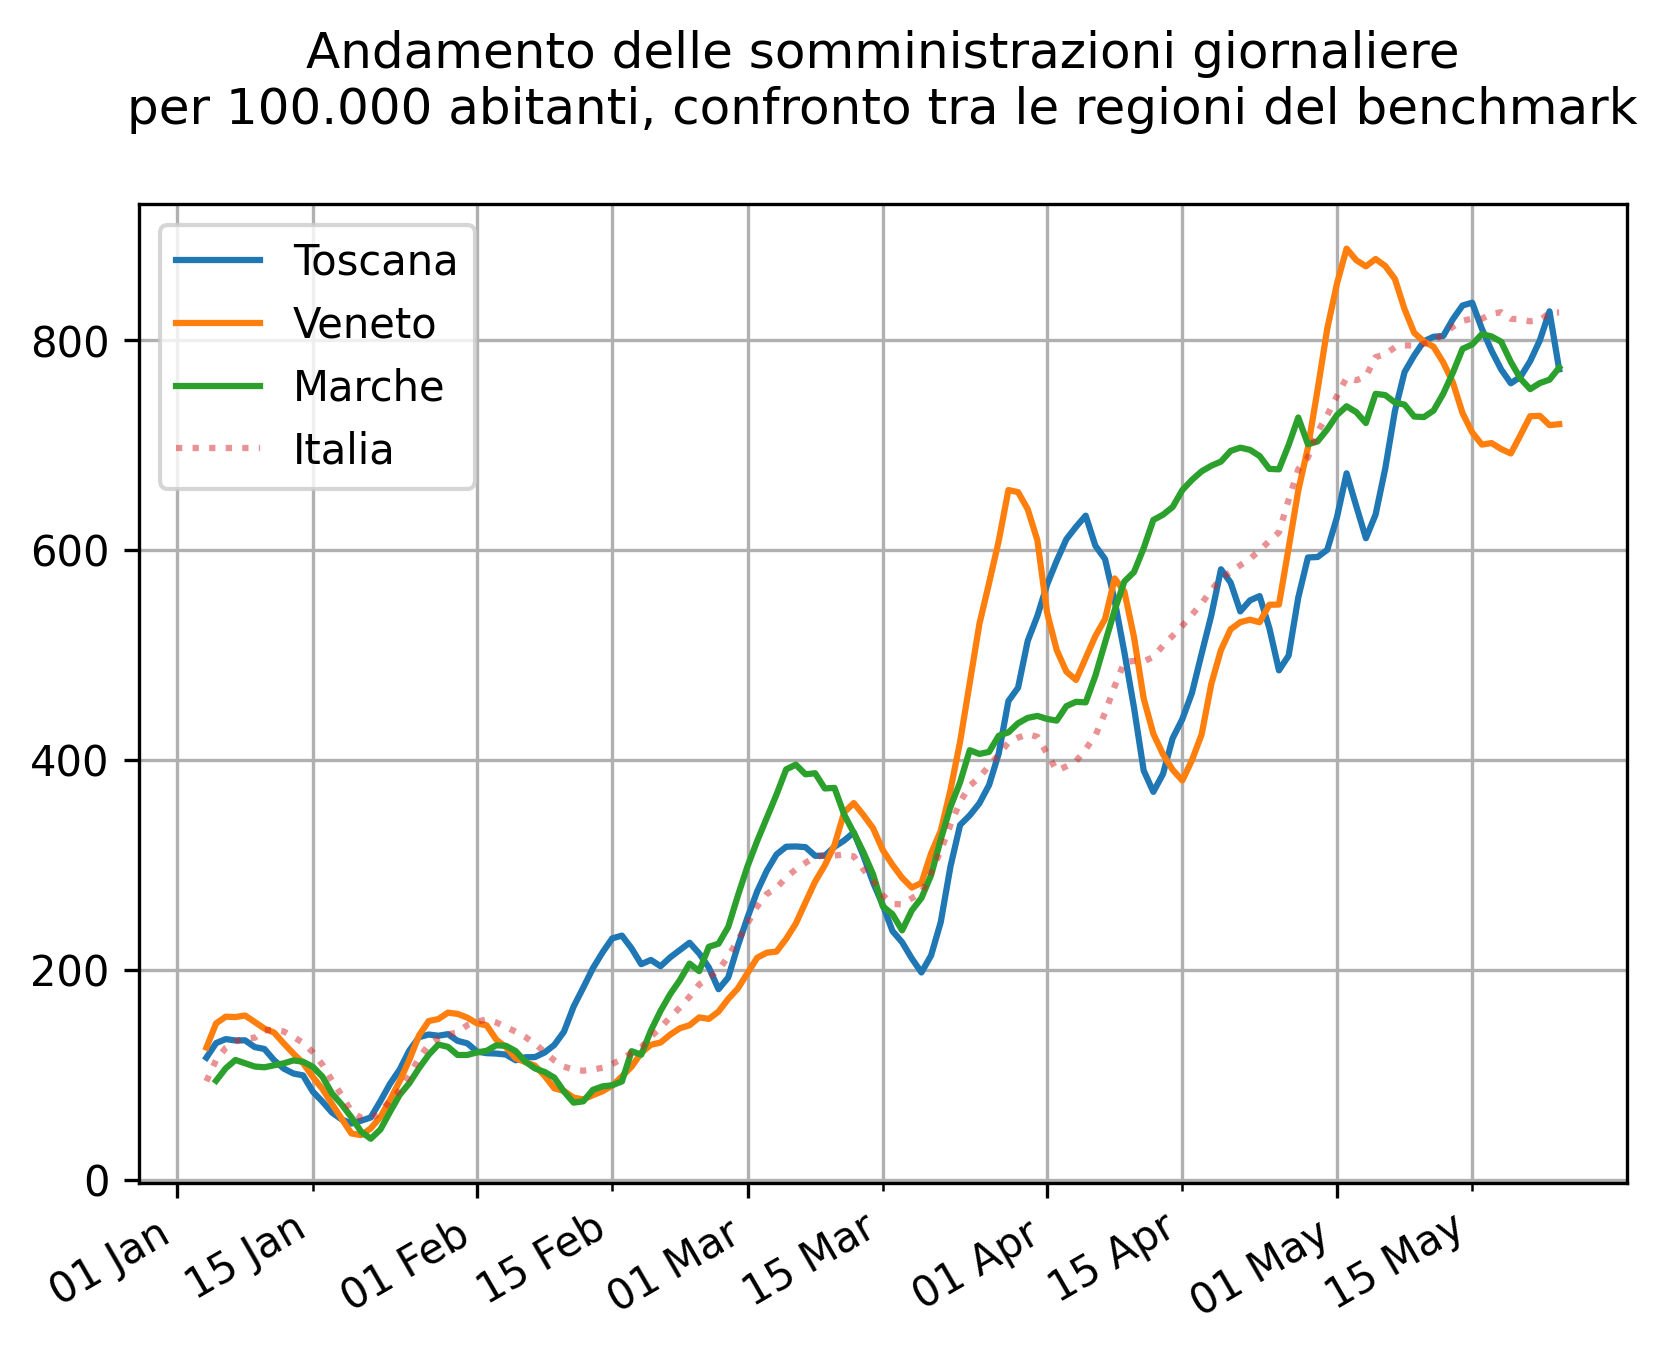 Andamento delle somministrazioni giornaliere
per 100.000 abitanti, confronto tra le regioni del benchmark
Toscana
Veneto
Marche
Italia
800
600
400
200
0
01 Jan
15 Jan
01 Feb
15 Feb
01 Mar
15 Mar
01 Apr
15 Apr
01 May
15 May